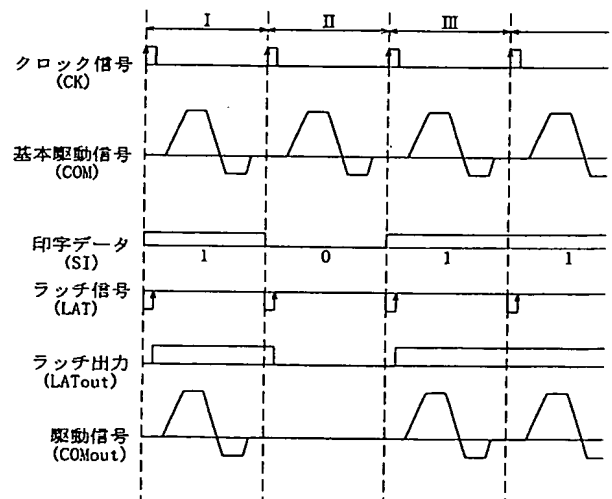 I II III
クロック信号
(CK)
基本駆動信号
(COM)
印字データ
(SI)
1 0 1 1
ラッチ信号
(LAT)
ラッチ出力
(LATout)
駆動信号
(COMout)